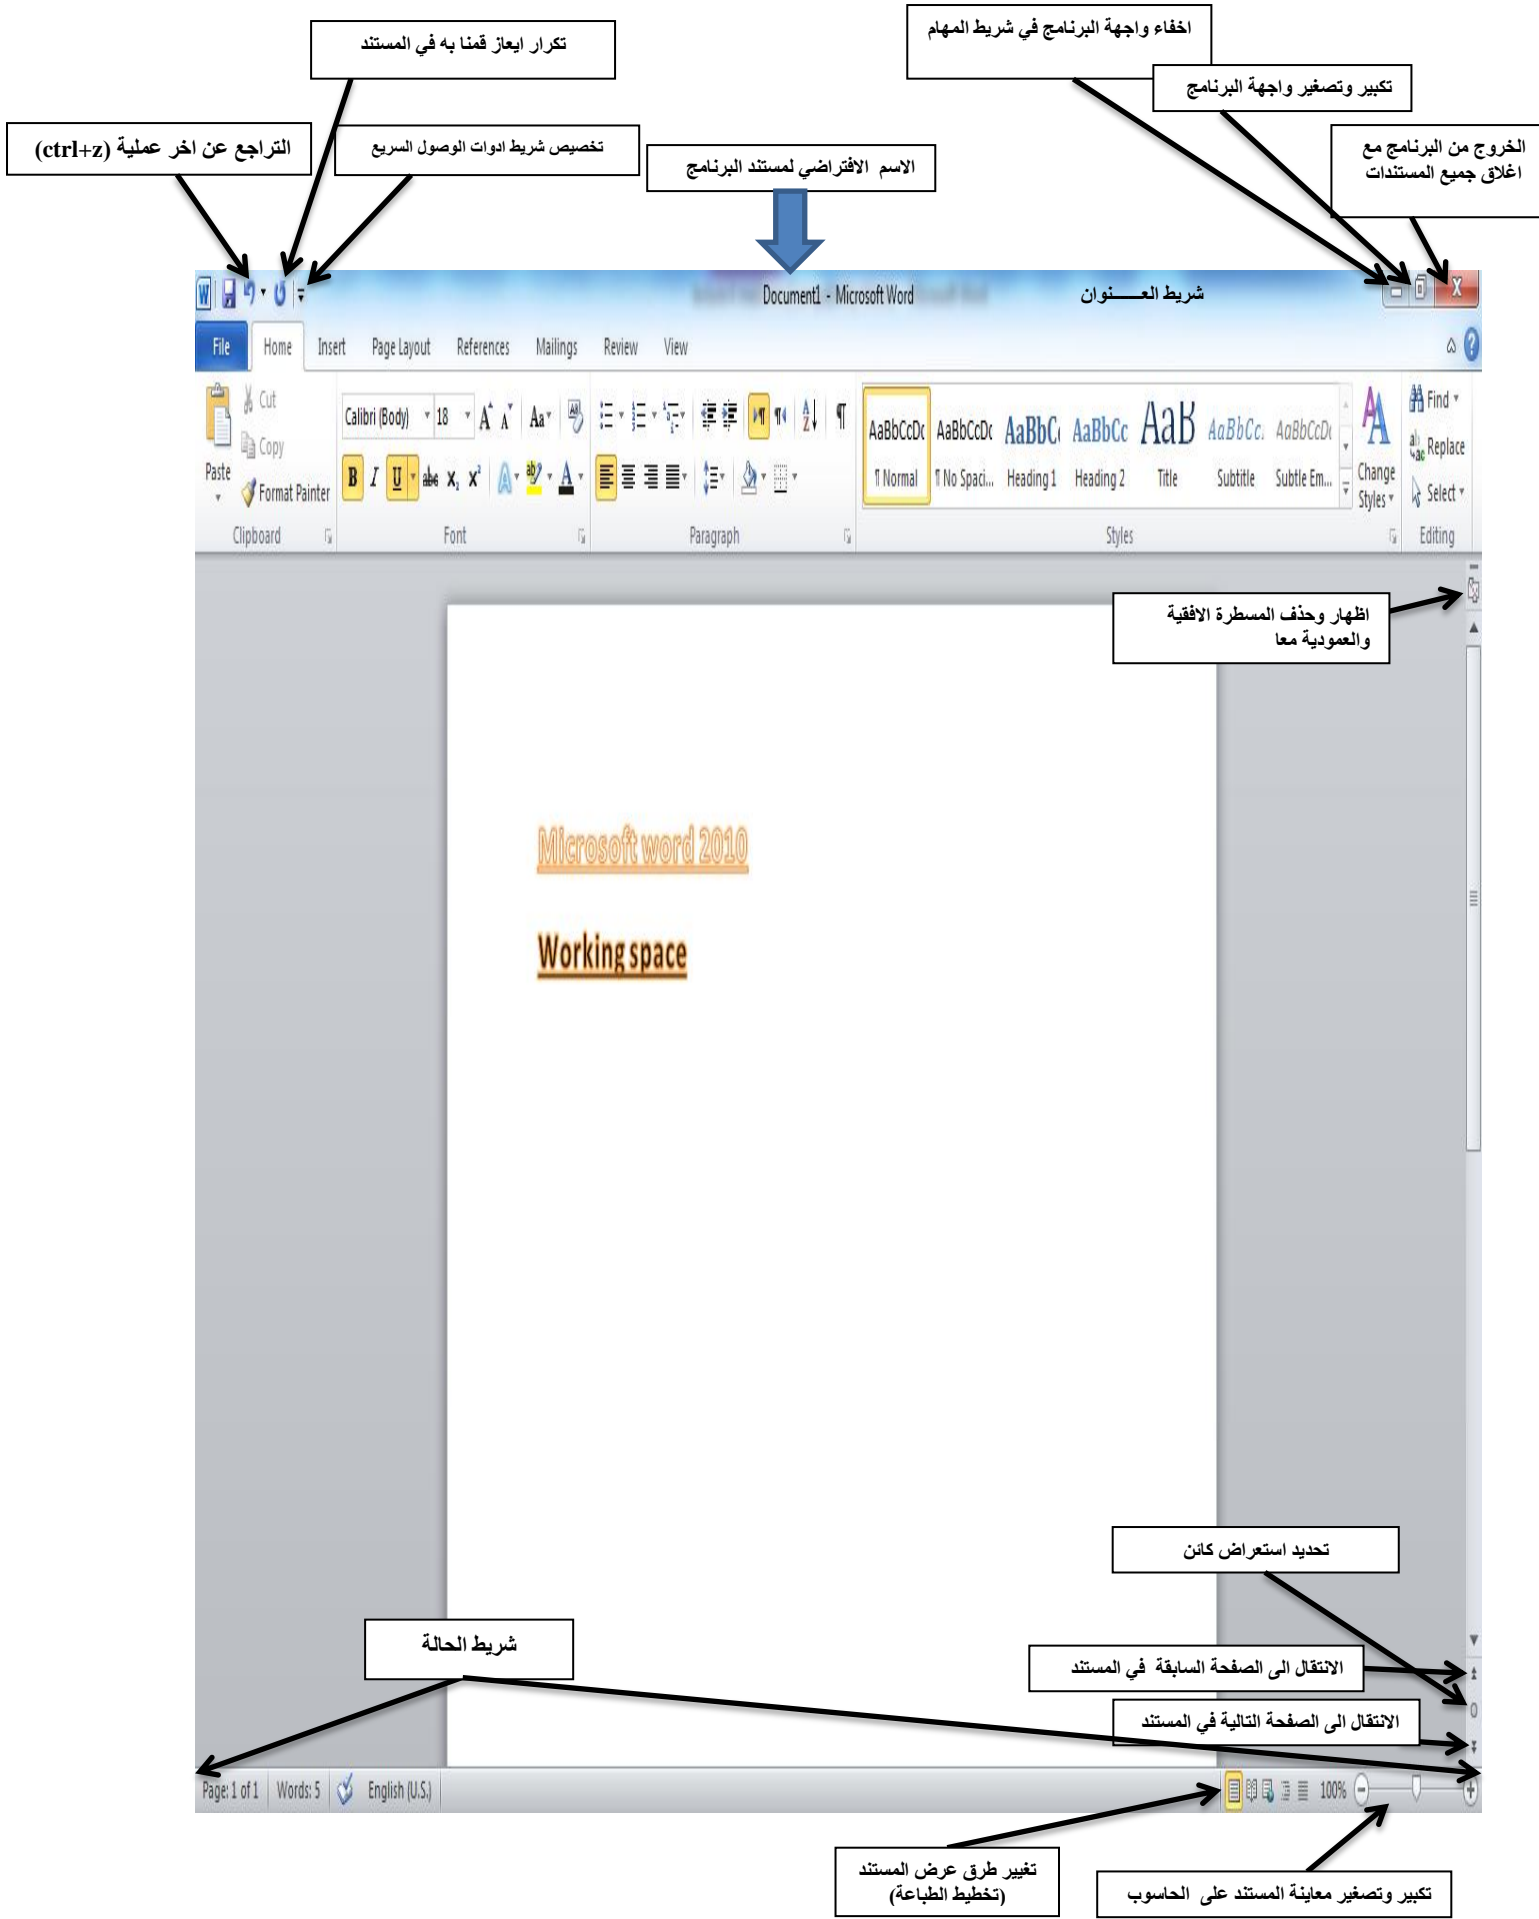 اخفاء واجهة البرنامج في شريط المهام
تكرار ايعاز قمنا به في المستند
تكبير وتصغير واجهة البرنامج
الخروج من البرنامج مع
اغلاق جميع المستندات
تخصيص شريط ادوات الوصول السريع
التراجع عن اخر عملية (ctrl+z)
الاسم الافتراضي لمستند البرنامج
Document1 - Microsoft Word
شريط العـــــنوان
File Home Insert Page Layout References Mailings Review View
Cut
Copy
Paste
Format Painter
Clipboard
Calibri (Body) 18
Font
Paragraph
AaBbCcDc AaBbCcDc AaBbC AaBbCc AaB AaBbCc. AaBbCcDc
¶ Normal ¶ No Spaci... Heading 1 Heading 2 Title Subtitle Subtle Em...
Change
Styles
Styles
Find
Replace
Select
Editing
اظهار وحذف المسطرة الافقية
والعمودية معا
Microsoft word 2010
Working space
تحديد استعراض كائن
شريط الحالة
الانتقال الى الصفحة السابقة في المستند
الانتقال الى الصفحة التالية في المستند
Page: 1 of 1 Words: 5 English (U.S.) 100%
تغيير طرق عرض المستند
(تخطيط الطباعة)
تكبير وتصغير معاينة المستند على الحاسوب